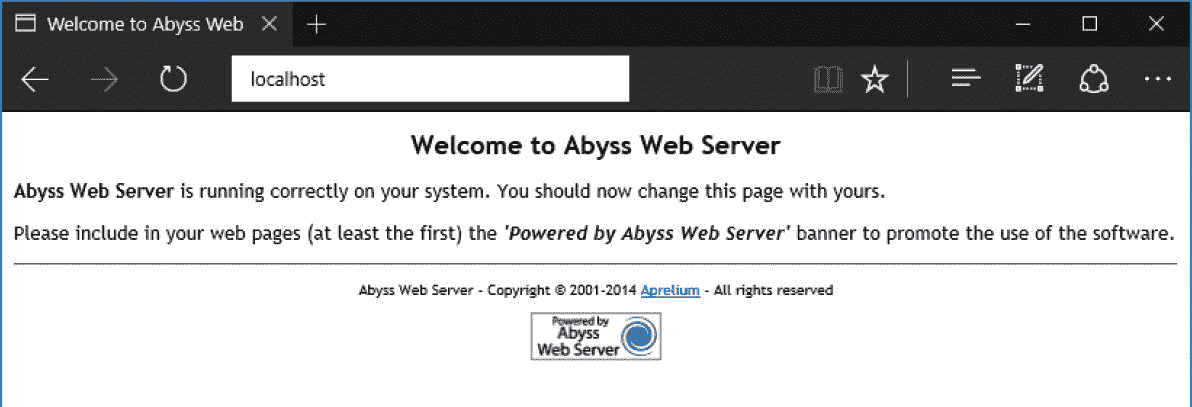 Welcome to Abyss Web
localhost
Welcome to Abyss Web Server
Abyss Web Server is running correctly on your system. You should now change this page with yours.
Please include in your web pages (at least the first) the 'Powered by Abyss Web Server' banner to promote the use of the software.
Abyss Web Server - Copyright © 2001-2014 Aprelium - All rights reserved
Powered by
Abyss
Web Server